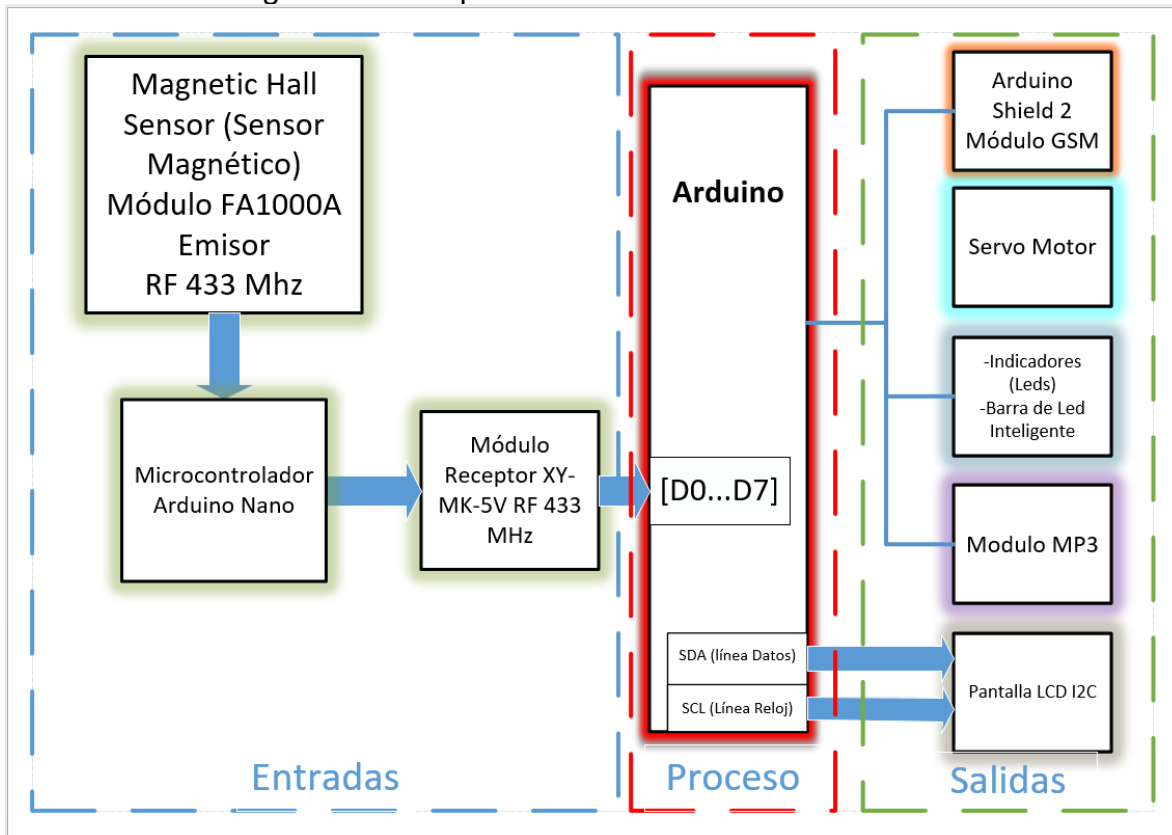 Magnetic Hall
Sensor (Sensor
Magnético)
Módulo FA1000A
Emisor
RF 433 Mhz
Microcontrolador
Arduino Nano
Módulo
Receptor XY-
MK-5V RF 433
MHz
Entradas
Arduino
[D0...D7]
SDA (línea Datos)
SCL (Línea Reloj)
Proceso
Arduino
Shield 2
Módulo GSM
Servo Motor
-Indicadores
(Leds)
-Barra de Led
Inteligente
Modulo MP3
Pantalla LCD I2C
Salidas